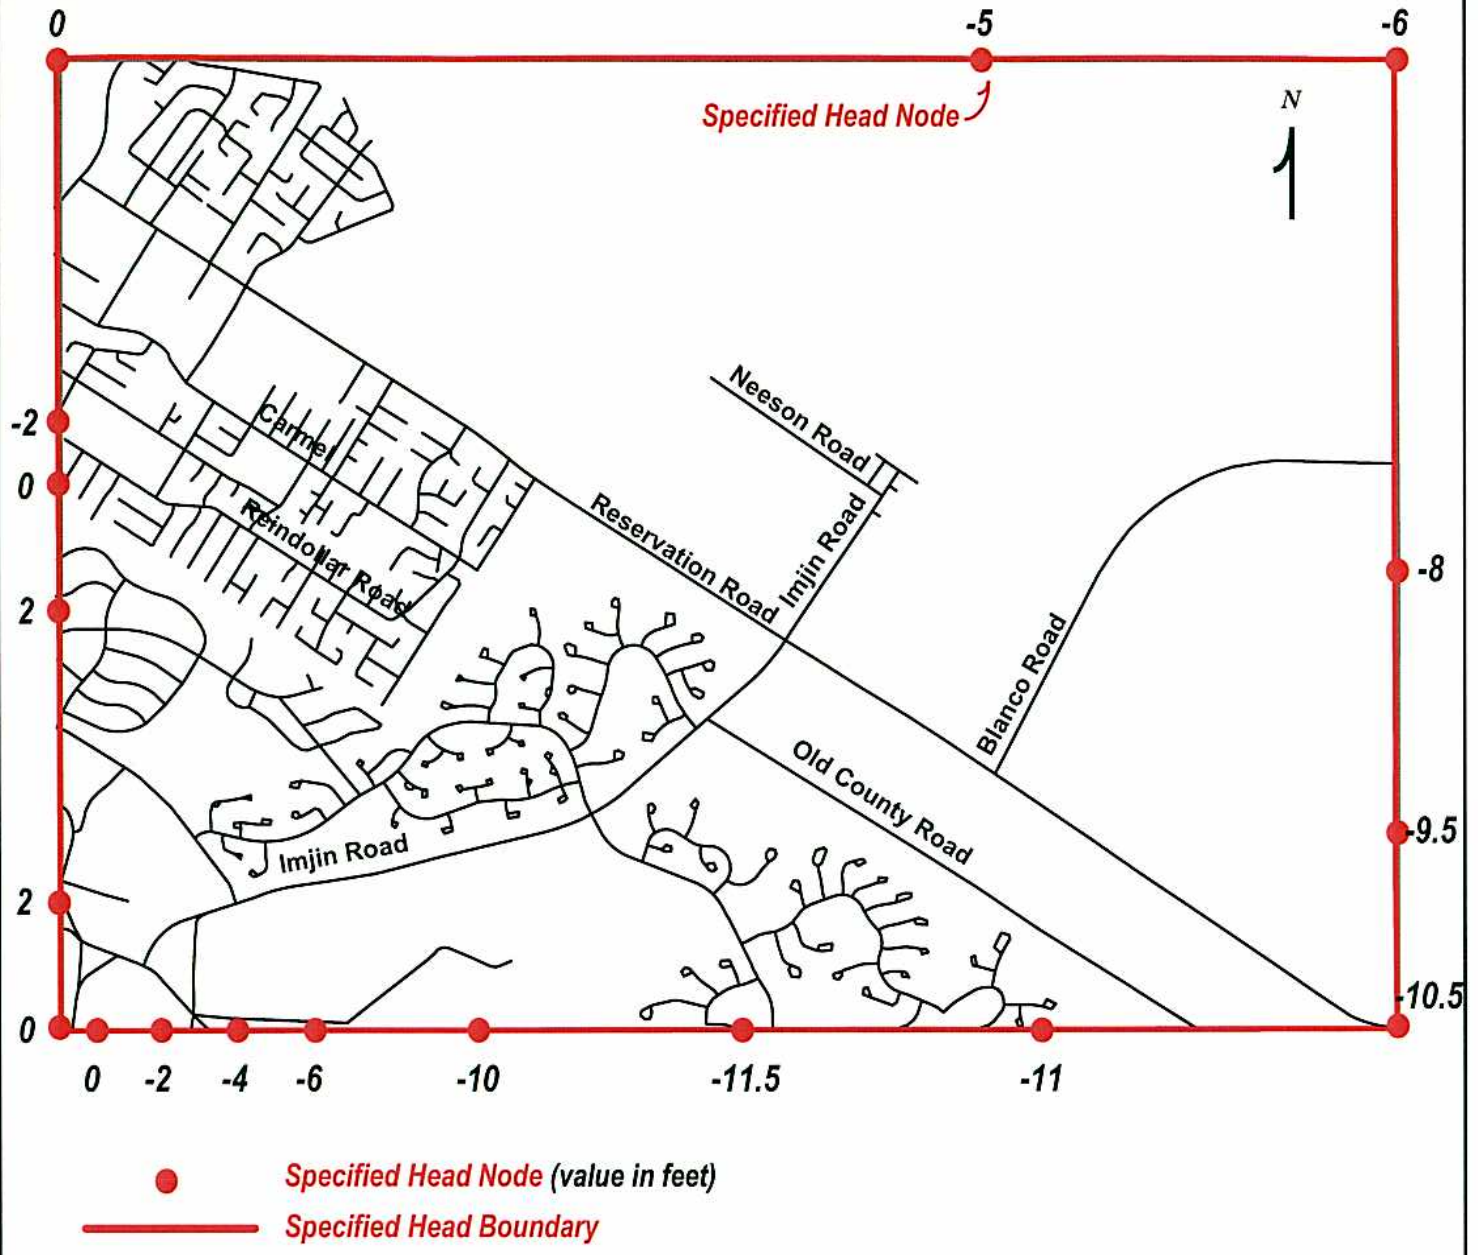 0
-5
-6
Specified Head Node
N
Neeson Road
Carmel
-2
0
Reservation Road
Imjin Road
Reindollar Road
-8
2
Blanco Road
Old County Road
-9.5
Imjin Road
2
-10.5
0
0
-2
-4
-6
-10
-11.5
-11
Specified Head Node (value in feet)
Specified Head Boundary